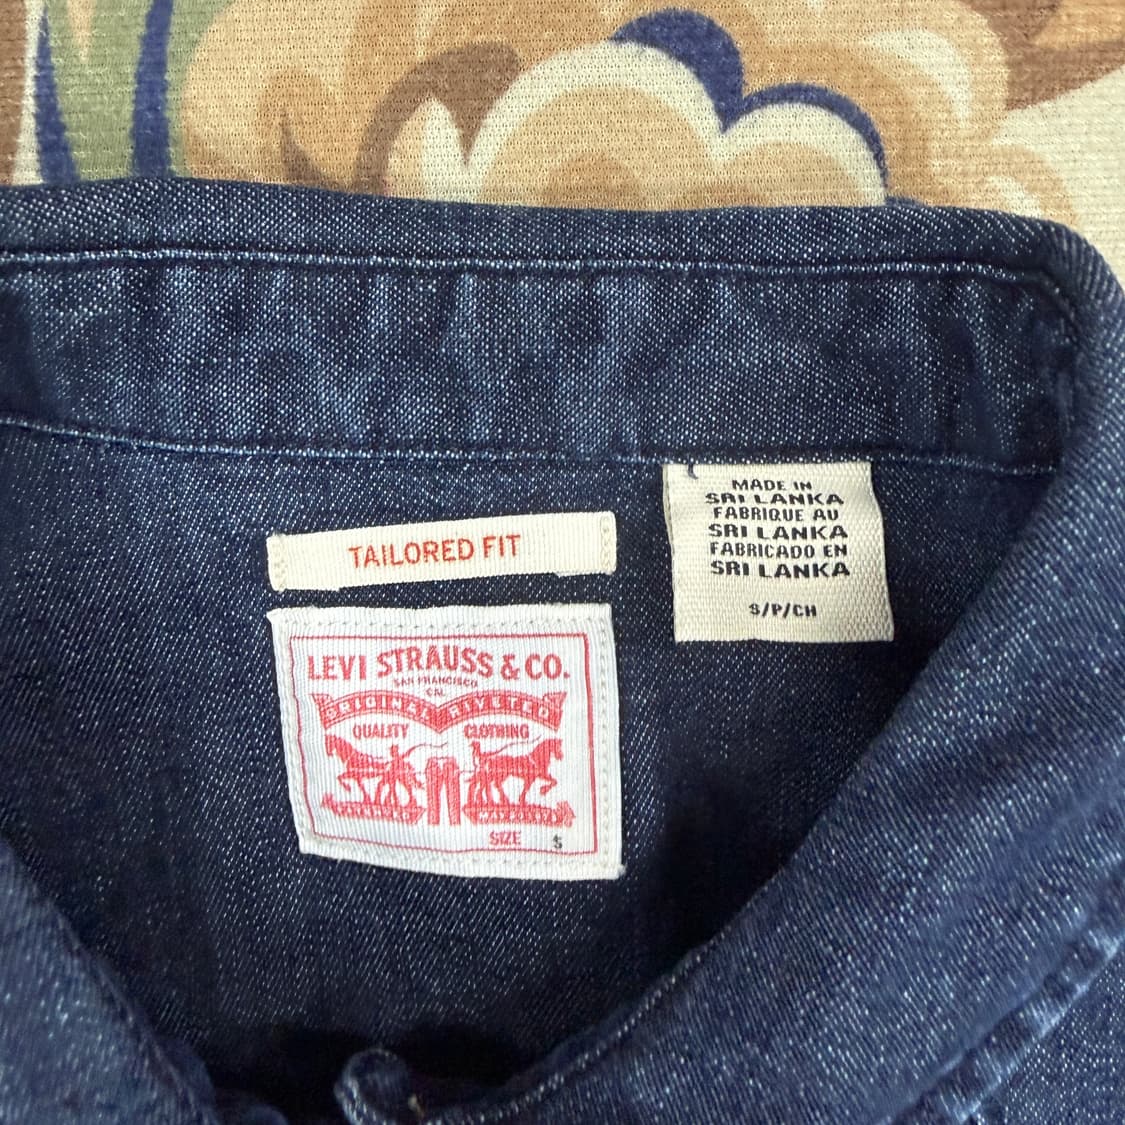 MADE IN
SRI LANKA
FABRIQUE AU
SRI LANKA
FABRICADO EN
SRI LANKA
S/P/CH
TAILORED FIT
LEVI STRAUSS & CO.
SAN FRANCISCO
CAL
ORIGINAL RIVETED
QUALITY CLOTHING
SIZE S